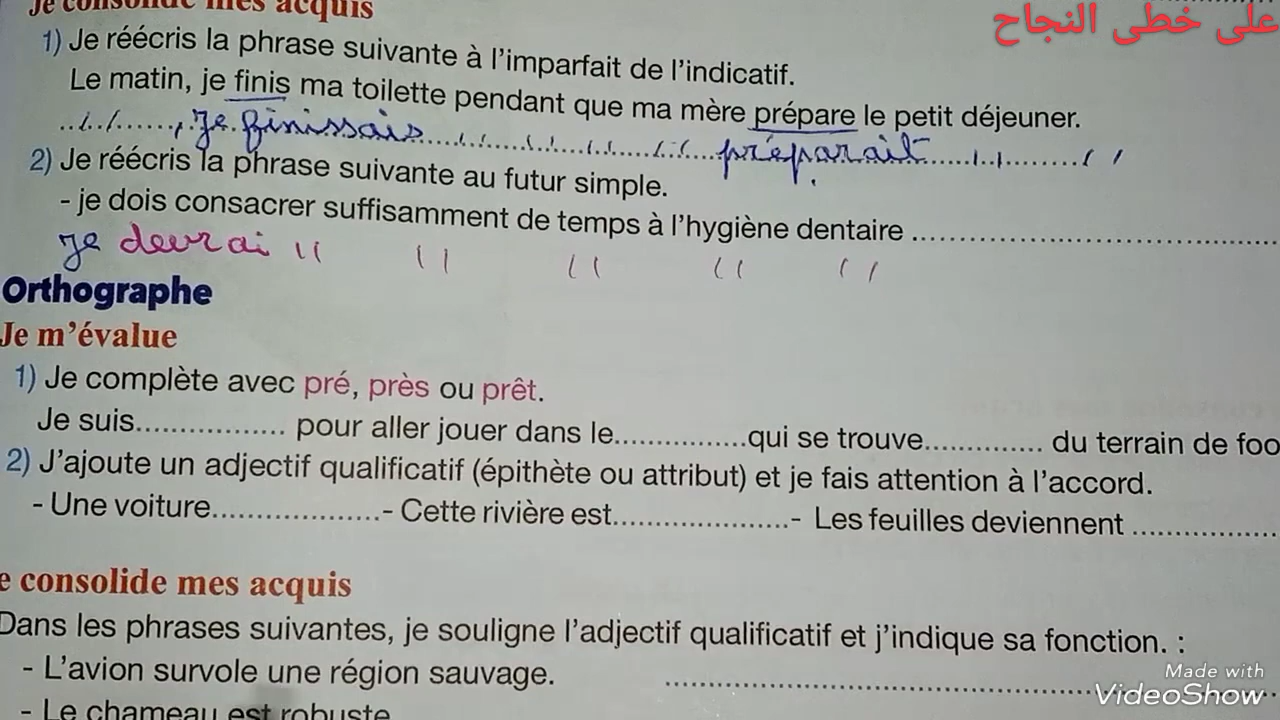 Je consolide mes acquis
على خطى النجاح
1) Je réécris la phrase suivante à l'imparfait de l'indicatif.
Le matin, je finis ma toilette pendant que ma mère prépare le petit déjeuner.
..( /......, Je finissais ...( (......( (......( (......( (....préparait.....( (.........( (
2) Je réécris la phrase suivante au futur simple.
- je dois consacrer suffisamment de temps à l'hygiène dentaire ..........................................
Je devrai ( ( ( ( ( ( ( ( ( (
Orthographe
Je m'évalue
1) Je complète avec pré, près ou prêt.
Je suis................. pour aller jouer dans le...............qui se trouve............. du terrain de foo
2) J'ajoute un adjectif qualificatif (épithète ou attribut) et je fais attention à l'accord.
- Une voiture...................- Cette rivière est....................- Les feuilles deviennent ................
e consolide mes acquis
Dans les phrases suivantes, je souligne l'adjectif qualificatif et j'indique sa fonction. :
- L'avion survole une région sauvage. ......................................................
- Le chameau est robuste
Made with
VideoShow